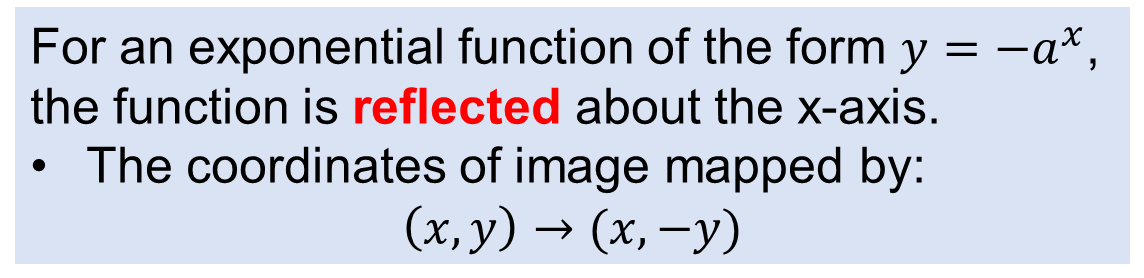 For an exponential function of the form 𝑦 = −𝑎ˣ,
the function is reflected about the x-axis.
• The coordinates of image mapped by:
(𝑥, 𝑦) → (𝑥, −𝑦)